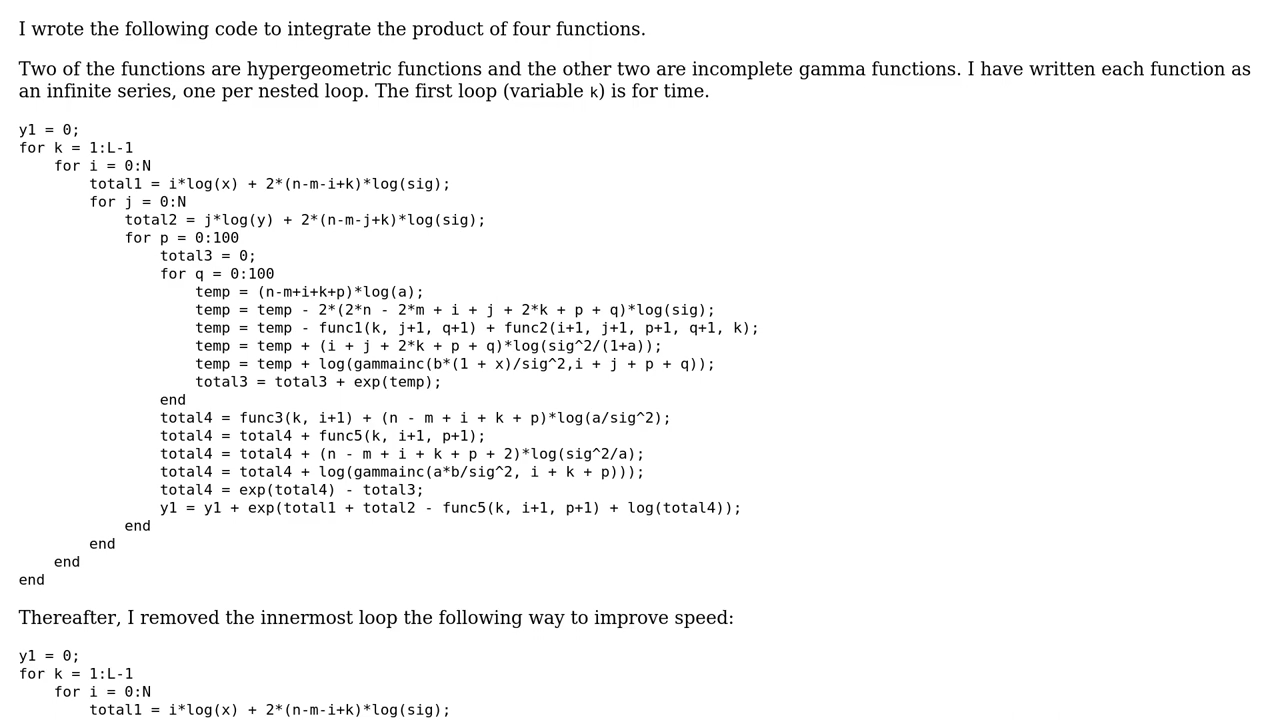 I wrote the following code to integrate the product of four functions.
Two of the functions are hypergeometric functions and the other two are incomplete gamma functions. I have written each function as
an infinite series, one per nested loop. The first loop (variable k) is for time.
y1 = 0;
for k = 1:L-1
    for i = 0:N
        total1 = i*log(x) + 2*(n-m-i+k)*log(sig);
        for j = 0:N
            total2 = j*log(y) + 2*(n-m-j+k)*log(sig);
            for p = 0:100
                total3 = 0;
                for q = 0:100
                    temp = (n-m+i+k+p)*log(a);
                    temp = temp - 2*(2*n - 2*m + i + j + 2*k + p + q)*log(sig);
                    temp = temp - func1(k, j+1, q+1) + func2(i+1, j+1, p+1, q+1, k);
                    temp = temp + (i + j + 2*k + p + q)*log(sig^2/(1+a));
                    temp = temp + log(gammainc(b*(1 + x)/sig^2,i + j + p + q));
                    total3 = total3 + exp(temp);
                end
                total4 = func3(k, i+1) + (n - m + i + k + p)*log(a/sig^2);
                total4 = total4 + func5(k, i+1, p+1);
                total4 = total4 + (n - m + i + k + p + 2)*log(sig^2/a);
                total4 = total4 + log(gammainc(a*b/sig^2, i + k + p)));
                total4 = exp(total4) - total3;
                y1 = y1 + exp(total1 + total2 - func5(k, i+1, p+1) + log(total4));
            end
        end
    end
end
Thereafter, I removed the innermost loop the following way to improve speed:
y1 = 0;
for k = 1:L-1
    for i = 0:N
        total1 = i*log(x) + 2*(n-m-i+k)*log(sig);